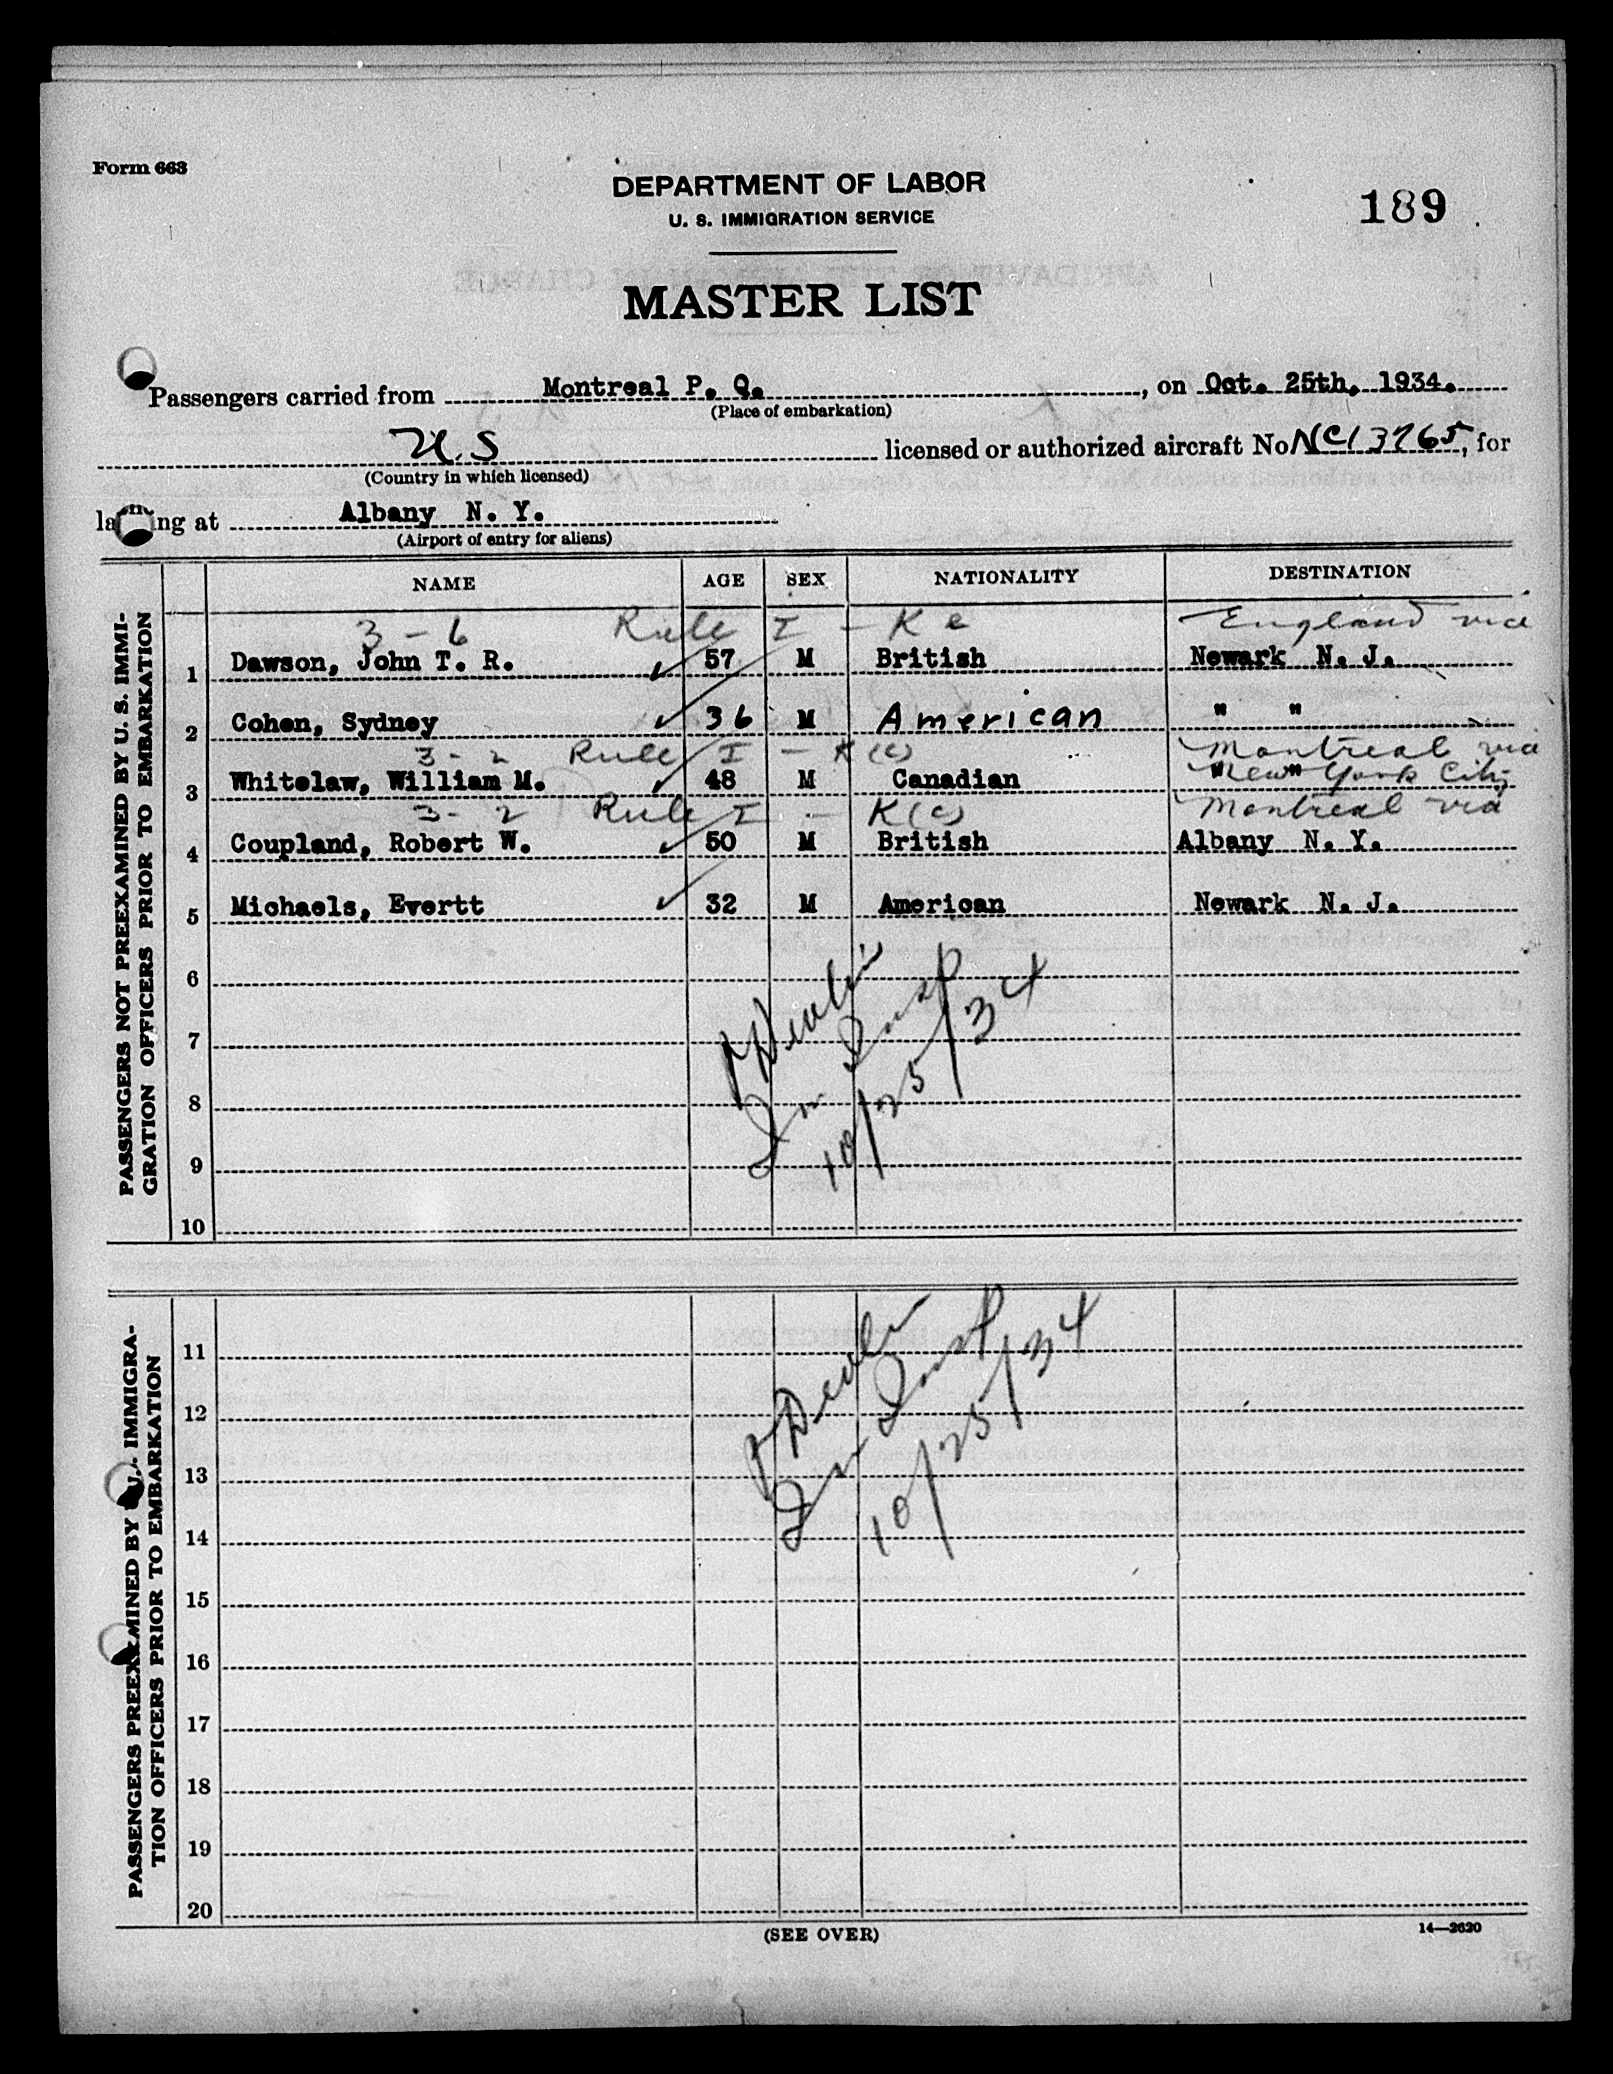 Form 663
DEPARTMENT OF LABOR
U. S. IMMIGRATION SERVICE
189
MASTER LIST
Passengers carried from Montreal P. Q., on Oct. 25th, 1934.
(Place of embarkation)
U.S licensed or authorized aircraft No. NC13765, for
(Country in which licensed)
landing at Albany N. Y.
(Airport of entry for aliens)
NAME AGE SEX NATIONALITY DESTINATION
PASSENGERS NOT PREEXAMINED BY U. S. IMMI-
GRATION OFFICERS PRIOR TO EMBARKATION
3 - 6 Rule I - K e England via
1 Dawson, John T. R. 57 M British Newark N. J.
2 Cohen, Sydney 36 M American " "
3 - 2 Rule I - K (c) Montreal via
3 Whitelaw, William M. 48 M Canadian " " New York City
3 - 2 Rule I - K(c) Montreal via
4 Coupland, Robert W. 50 M British Albany N. Y.
5 Michaels, Evertt 32 M American Newark N. J.
6
7
8
9
10
Imm Insp
10/25/34
PASSENGERS PREEXAMINED BY U.S. IMMIGRA-
TION OFFICERS PRIOR TO EMBARKATION
11
12
13
14
15
16
17
18
19
20
Imm Insp
10/25/34
(SEE OVER)
14—2620